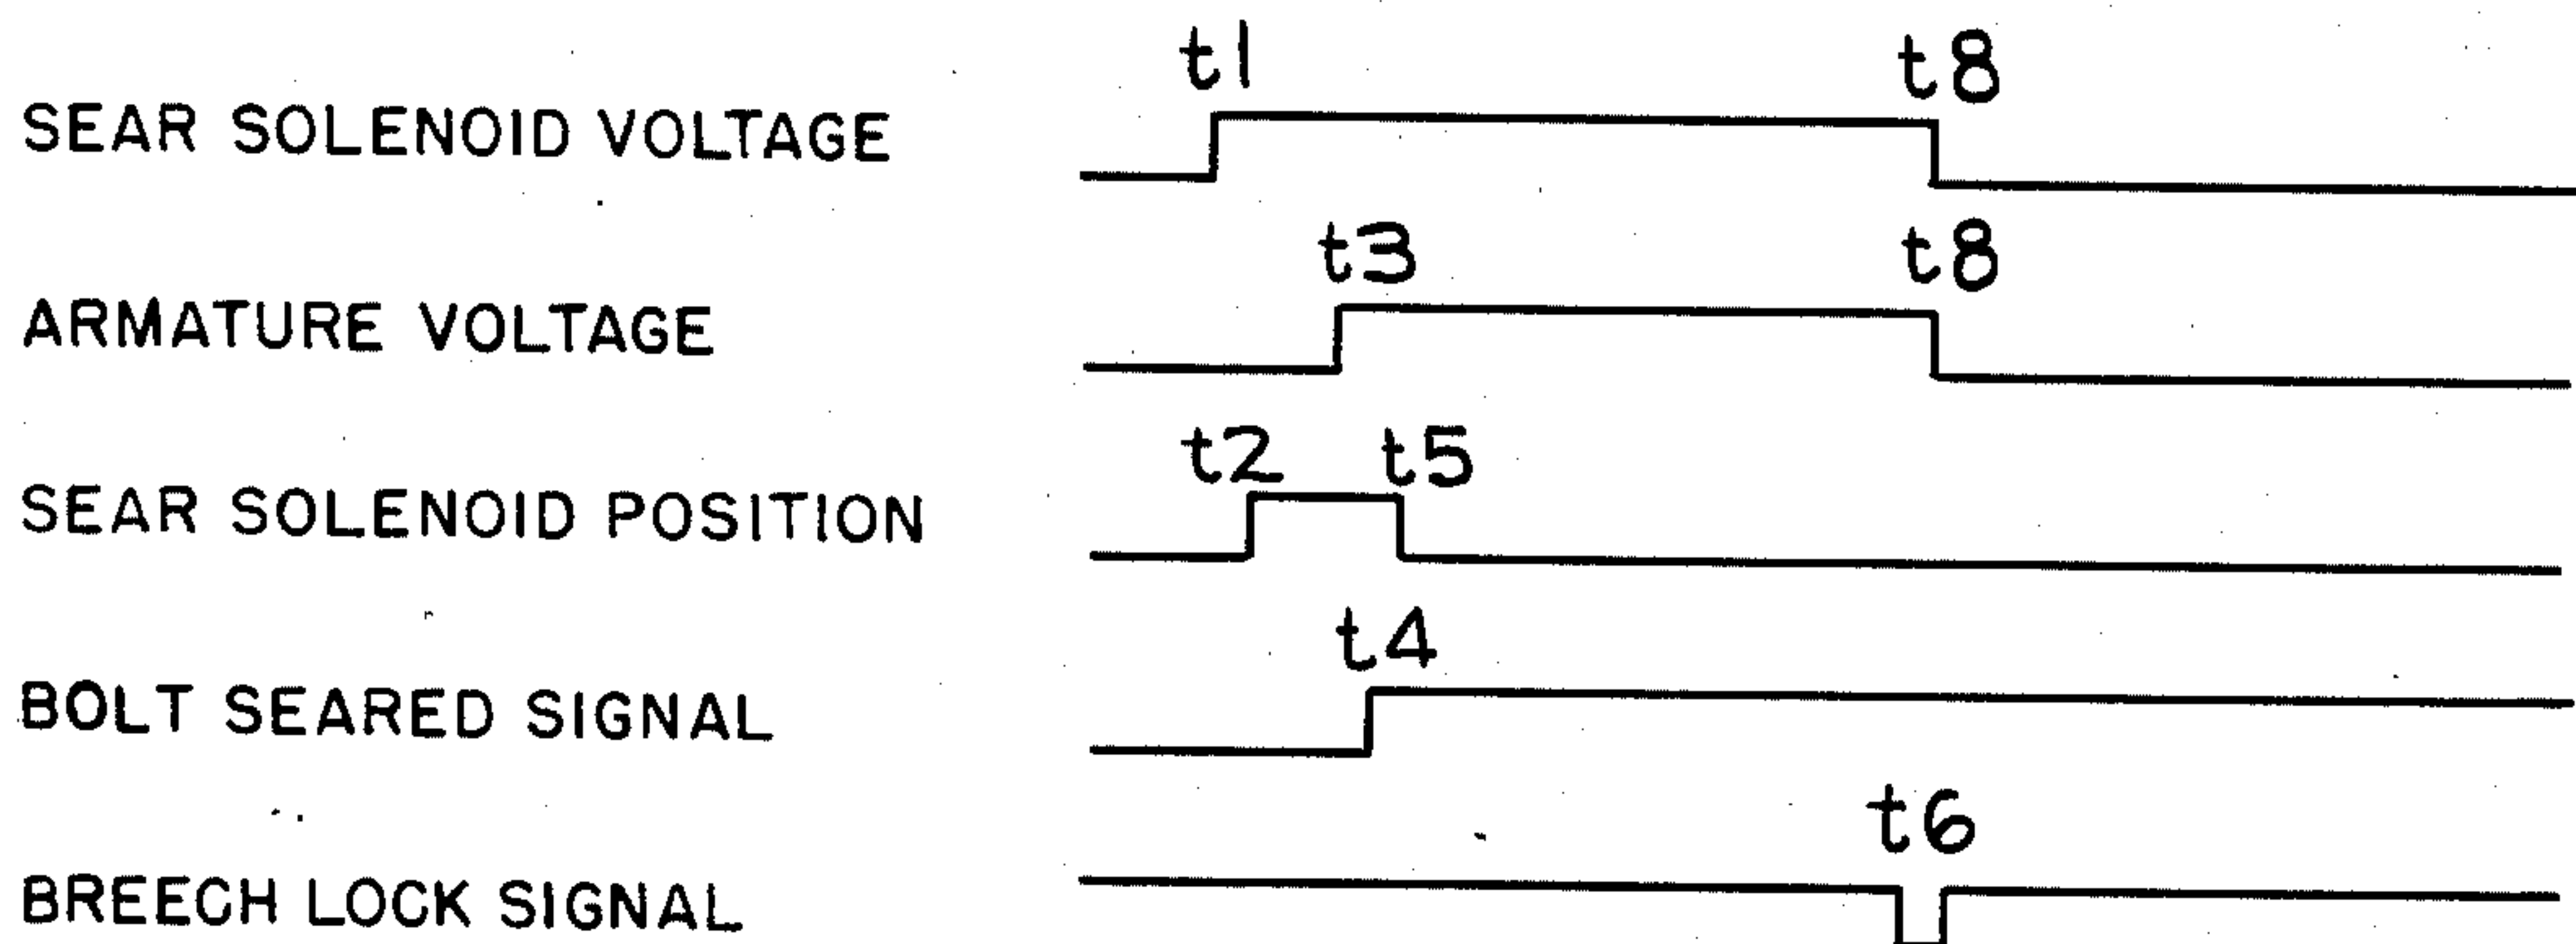 t1 t8
SEAR SOLENOID VOLTAGE
t3 t8
ARMATURE VOLTAGE
t2 t5
SEAR SOLENOID POSITION
t4
BOLT SEARED SIGNAL
t6
BREECH LOCK SIGNAL